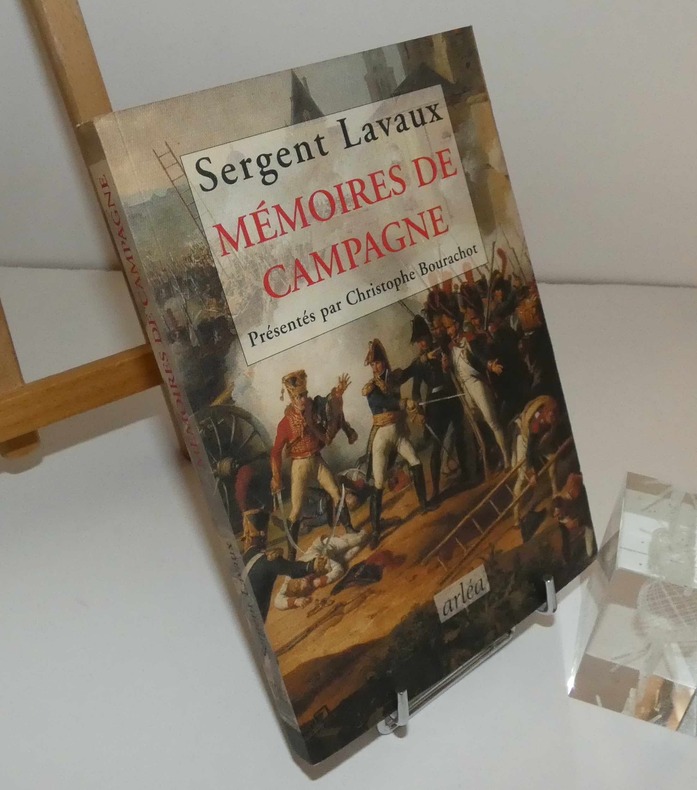 Sergent Lavaux
MÉMOIRES DE
CAMPAGNE
Présentés par Christophe Bourachot
arléa
MÉMOIRES DE CAMPAGNE